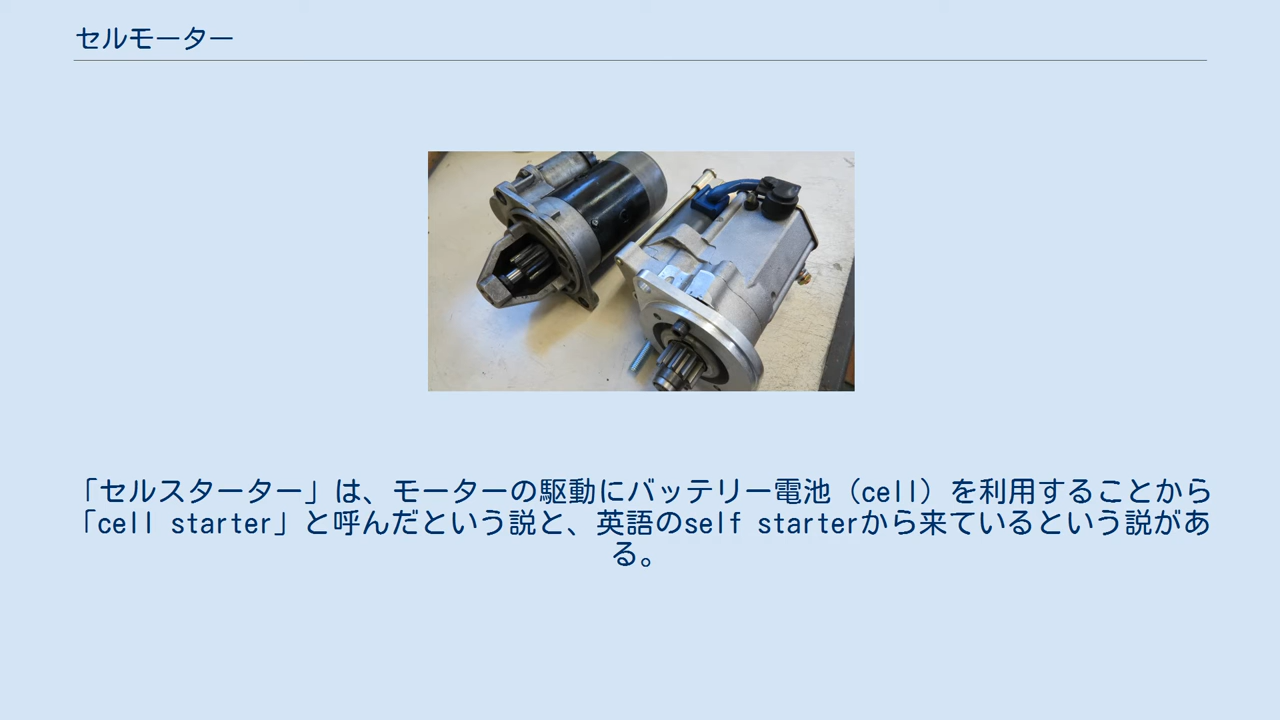 セルモーター
「セルスターター」は、モーターの駆動にバッテリー電池（cell）を利用することから
「cell starter」と呼んだという説と、英語のself starterから来ているという説があ
る。